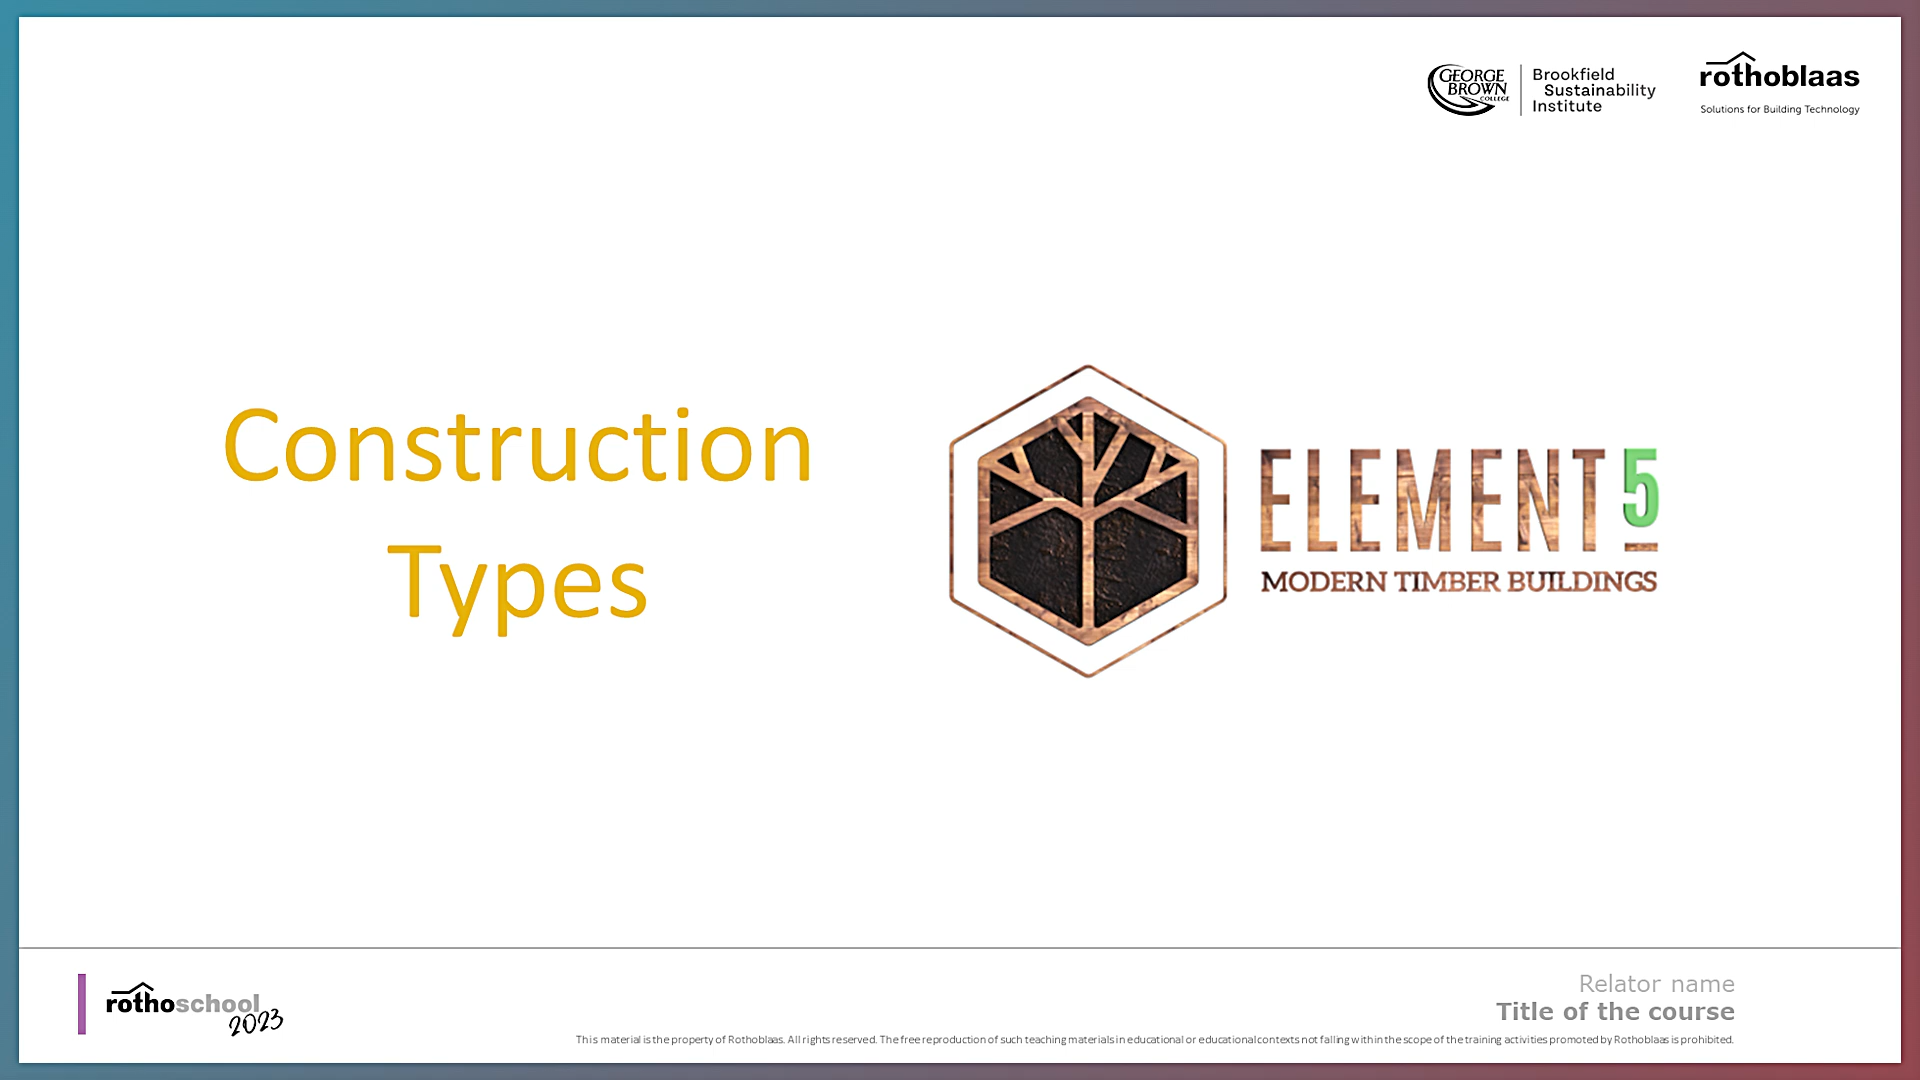 GEORGE
BROWN
COLLEGE
Brookfield
Sustainability
Institute
rothoblaas
Solutions for Building Technology
Construction
Types
ELEMENT5
MODERN TIMBER BUILDINGS
rothoschool
2023
Relator name
Title of the course
This material is the property of Rothoblaas. All rights reserved. The free reproduction of such teaching materials in educational or educational contexts not falling within the scope of the training activities promoted by Rothoblaas is prohibited.